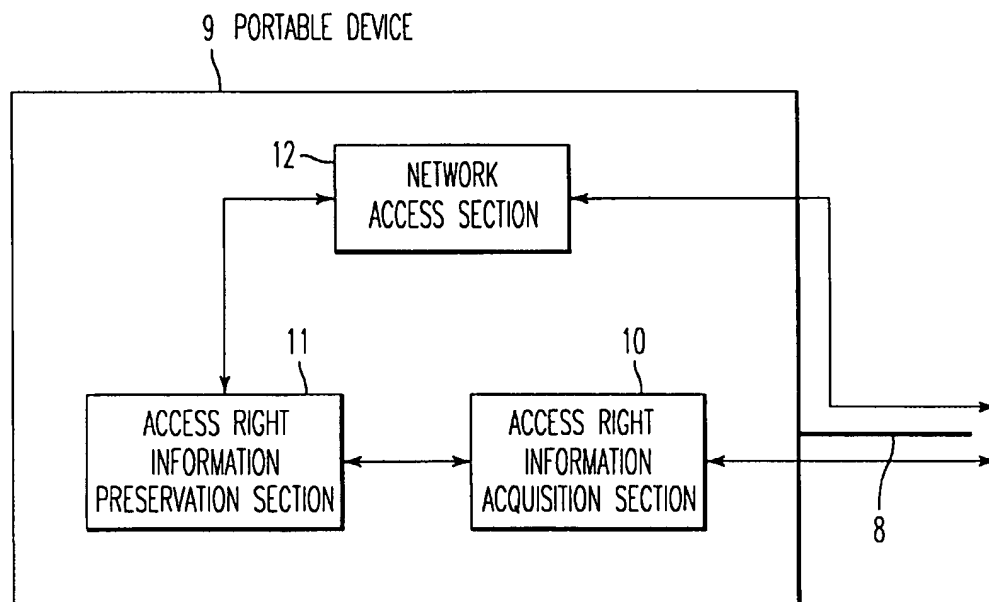 9 PORTABLE DEVICE
12
NETWORK
ACCESS SECTION
11
ACCESS RIGHT
INFORMATION
PRESERVATION SECTION
10
ACCESS RIGHT
INFORMATION
ACQUISITION SECTION
8